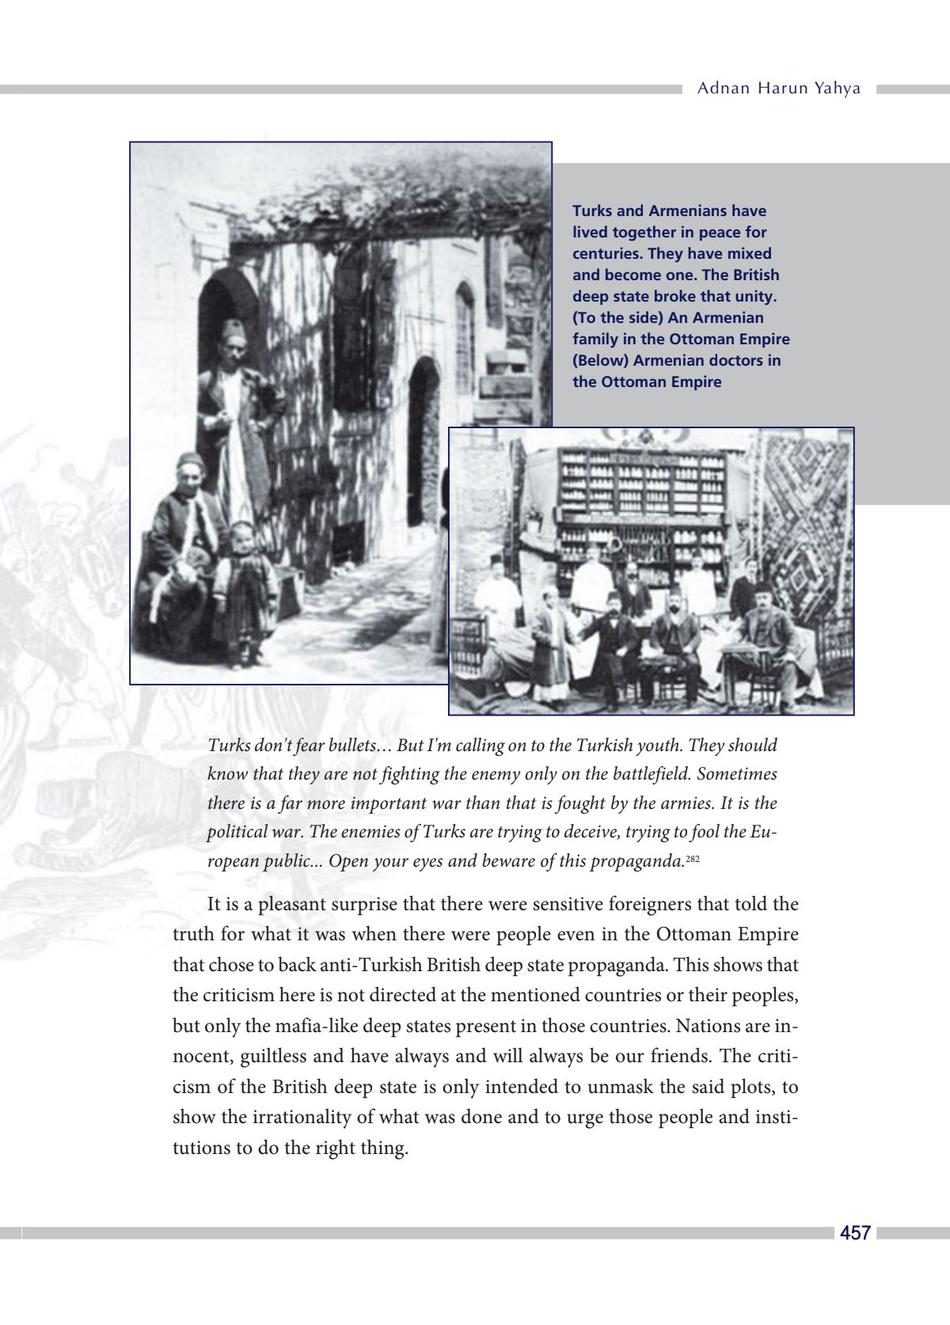 Adnan Harun Yahya
Turks and Armenians have
lived together in peace for
centuries. They have mixed
and become one. The British
deep state broke that unity.
(To the side) An Armenian
family in the Ottoman Empire
(Below) Armenian doctors in
the Ottoman Empire
Turks don't fear bullets… But I'm calling on to the Turkish youth. They should
know that they are not fighting the enemy only on the battlefield. Sometimes
there is a far more important war than that is fought by the armies. It is the
political war. The enemies of Turks are trying to deceive, trying to fool the Eu-
ropean public... Open your eyes and beware of this propaganda.282
It is a pleasant surprise that there were sensitive foreigners that told the
truth for what it was when there were people even in the Ottoman Empire
that chose to back anti-Turkish British deep state propaganda. This shows that
the criticism here is not directed at the mentioned countries or their peoples,
but only the mafia-like deep states present in those countries. Nations are in-
nocent, guiltless and have always and will always be our friends. The criti-
cism of the British deep state is only intended to unmask the said plots, to
show the irrationality of what was done and to urge those people and insti-
tutions to do the right thing.
457